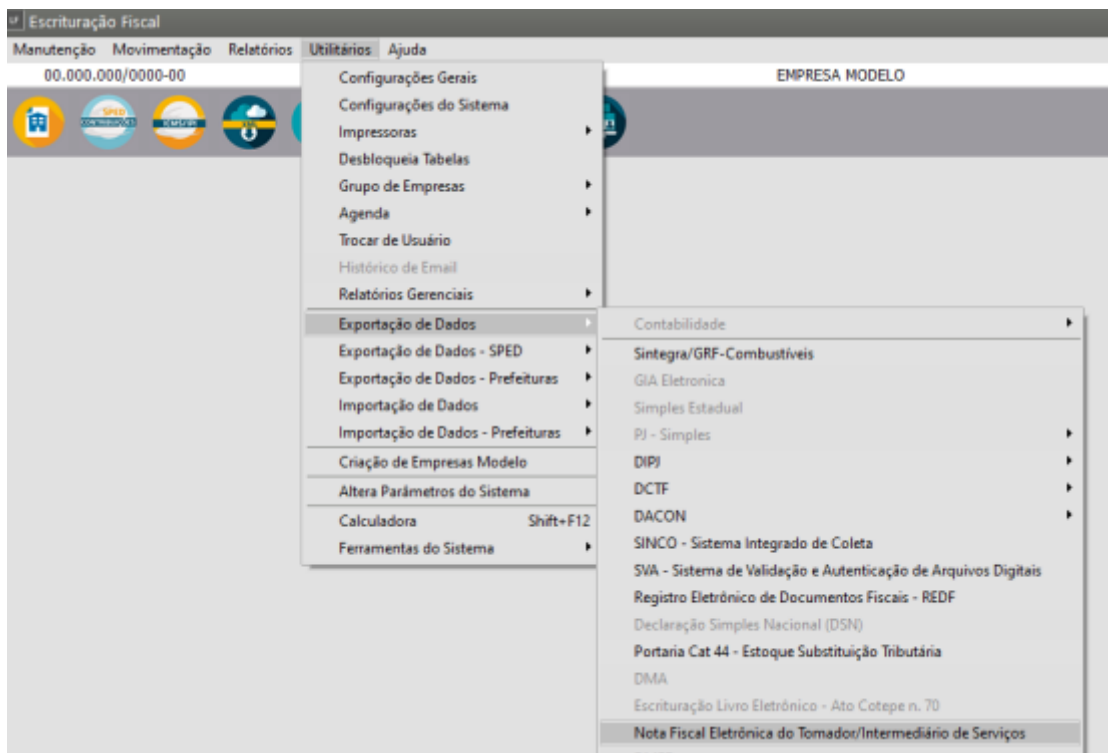 Escrituração Fiscal
Manutenção Movimentação Relatórios Utilitários Ajuda
00.000.000/0000-00 EMPRESA MODELO
SPED
CONTRIBUIÇÕES
ICMS/IPI
XML
Configurações Gerais
Configurações do Sistema
Impressoras
Desbloqueia Tabelas
Grupo de Empresas
Agenda
Trocar de Usuário
Histórico de Email
Relatórios Gerenciais
Exportação de Dados
Exportação de Dados - SPED
Exportação de Dados - Prefeituras
Importação de Dados
Importação de Dados - Prefeituras
Criação de Empresas Modelo
Altera Parâmetros do Sistema
Calculadora Shift+F12
Ferramentas do Sistema
Contabilidade
Sintegra/GRF-Combustíveis
GIA Eletronica
Simples Estadual
PJ - Simples
DIPJ
DCTF
DACON
SINCO - Sistema Integrado de Coleta
SVA - Sistema de Validação e Autenticação de Arquivos Digitais
Registro Eletrônico de Documentos Fiscais - REDF
Declaração Simples Nacional (DSN)
Portaria Cat 44 - Estoque Substituição Tributária
DMA
Escrituração Livro Eletrônico - Ato Cotepe n. 70
Nota Fiscal Eletrônica do Tomador/Intermediário de Serviços